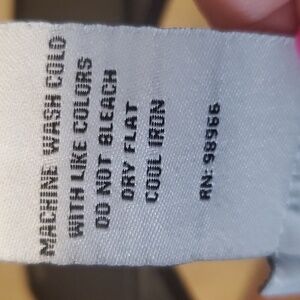 MACHINE WASH COLD
WITH LIKE COLORS
DO NOT BLEACH
DRY FLAT
COOL IRON
RN: 98966